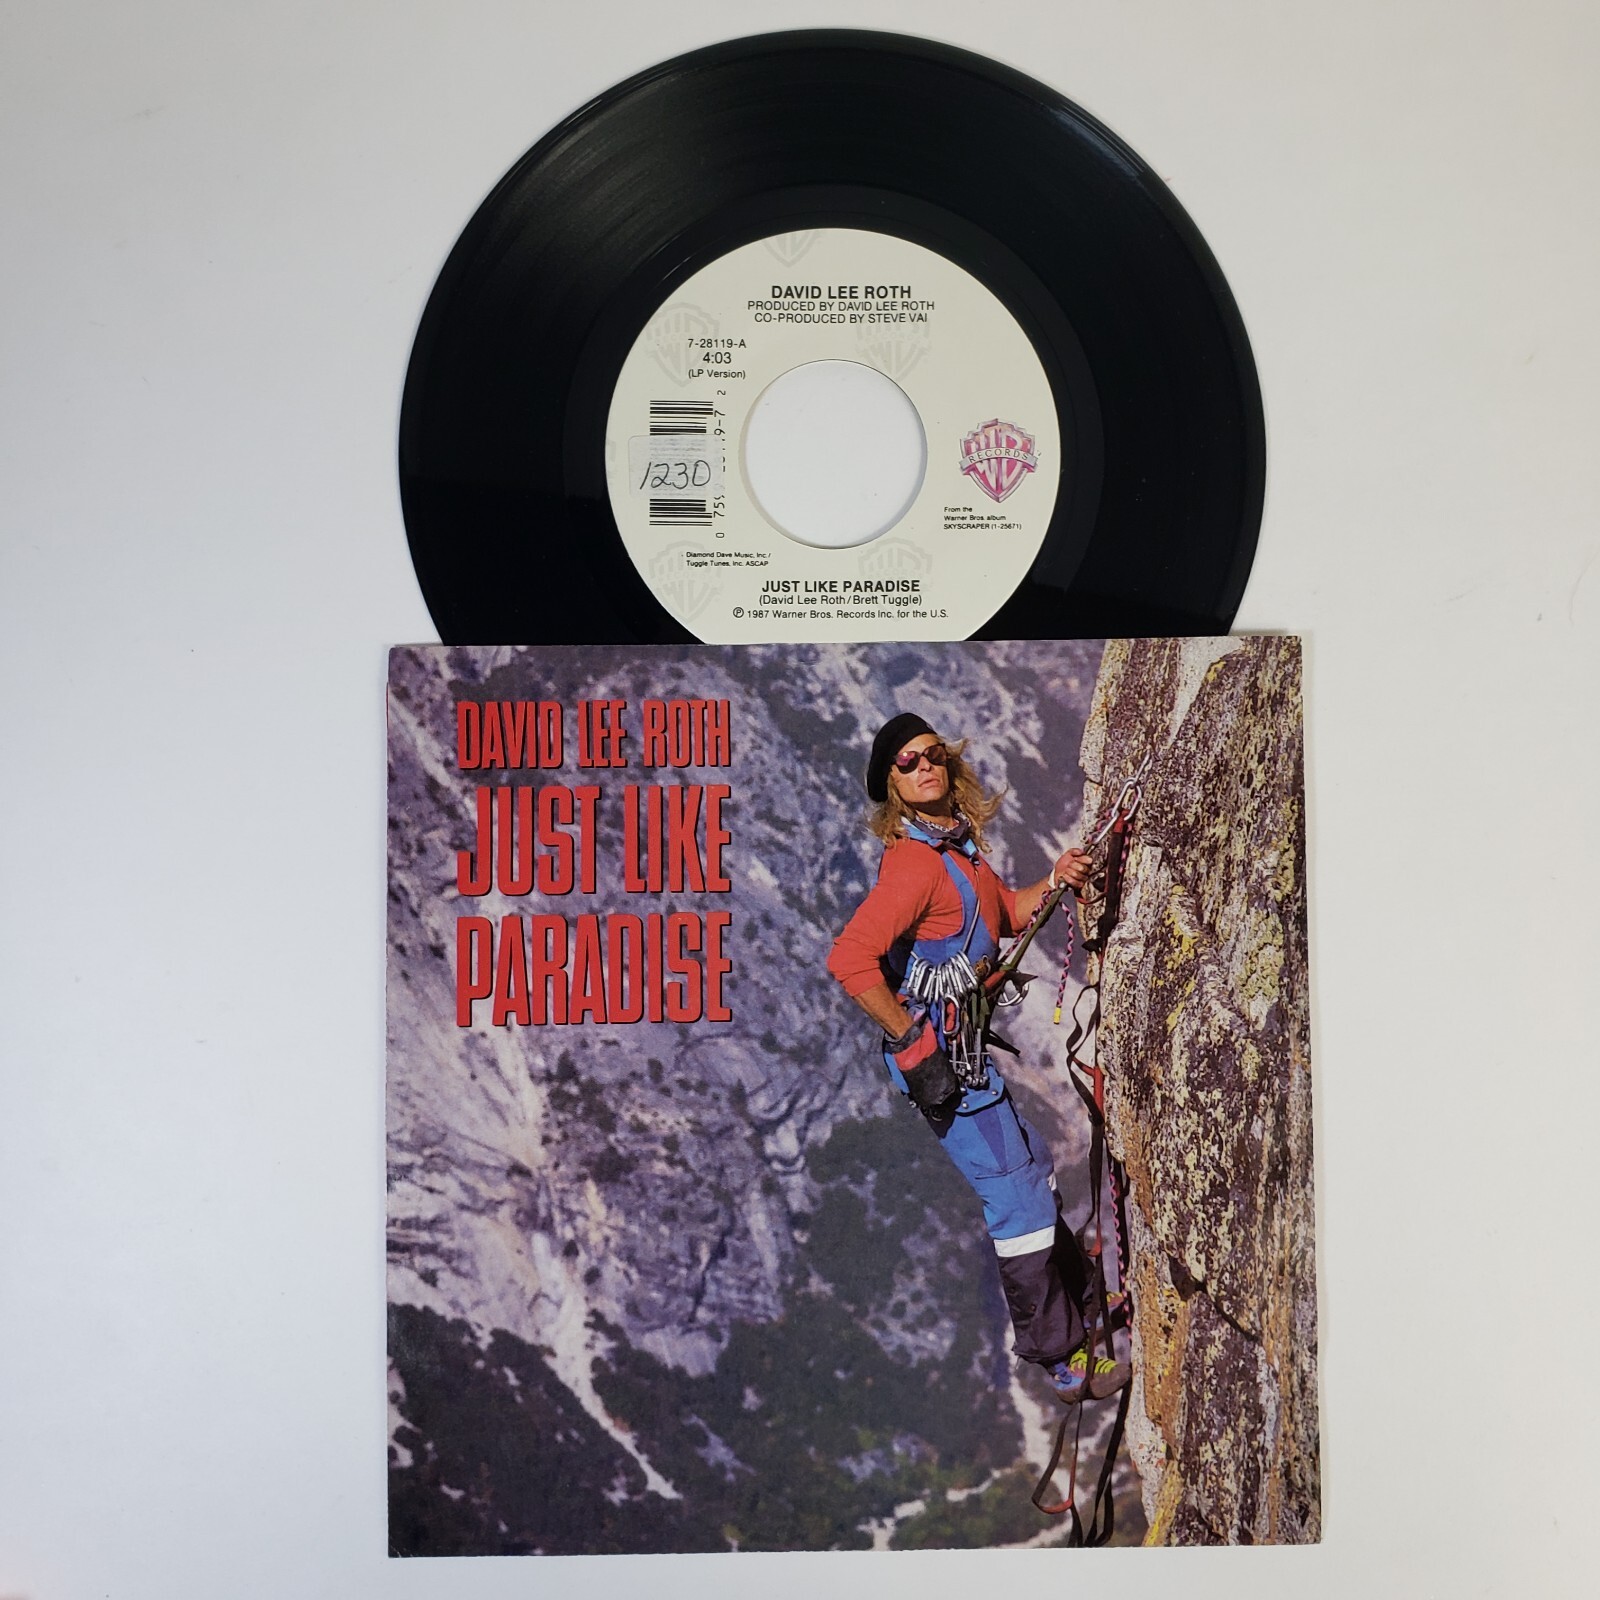 DAVID LEE ROTH
PRODUCED BY DAVID LEE ROTH
CO-PRODUCED BY STEVE VAI
7-28119-A
4:03
(LP Version)
1230
RECORDS
From the
Warner Bros. album
SKYSCRAPER (1-25671)
Diamond Dave Music, Inc./
Tuggle Tunes, Inc. ASCAP
JUST LIKE PARADISE
(David Lee Roth/Brett Tuggle)
℗ 1987 Warner Bros. Records Inc. for the U.S.
DAVID LEE ROTH
JUST LIKE
PARADISE